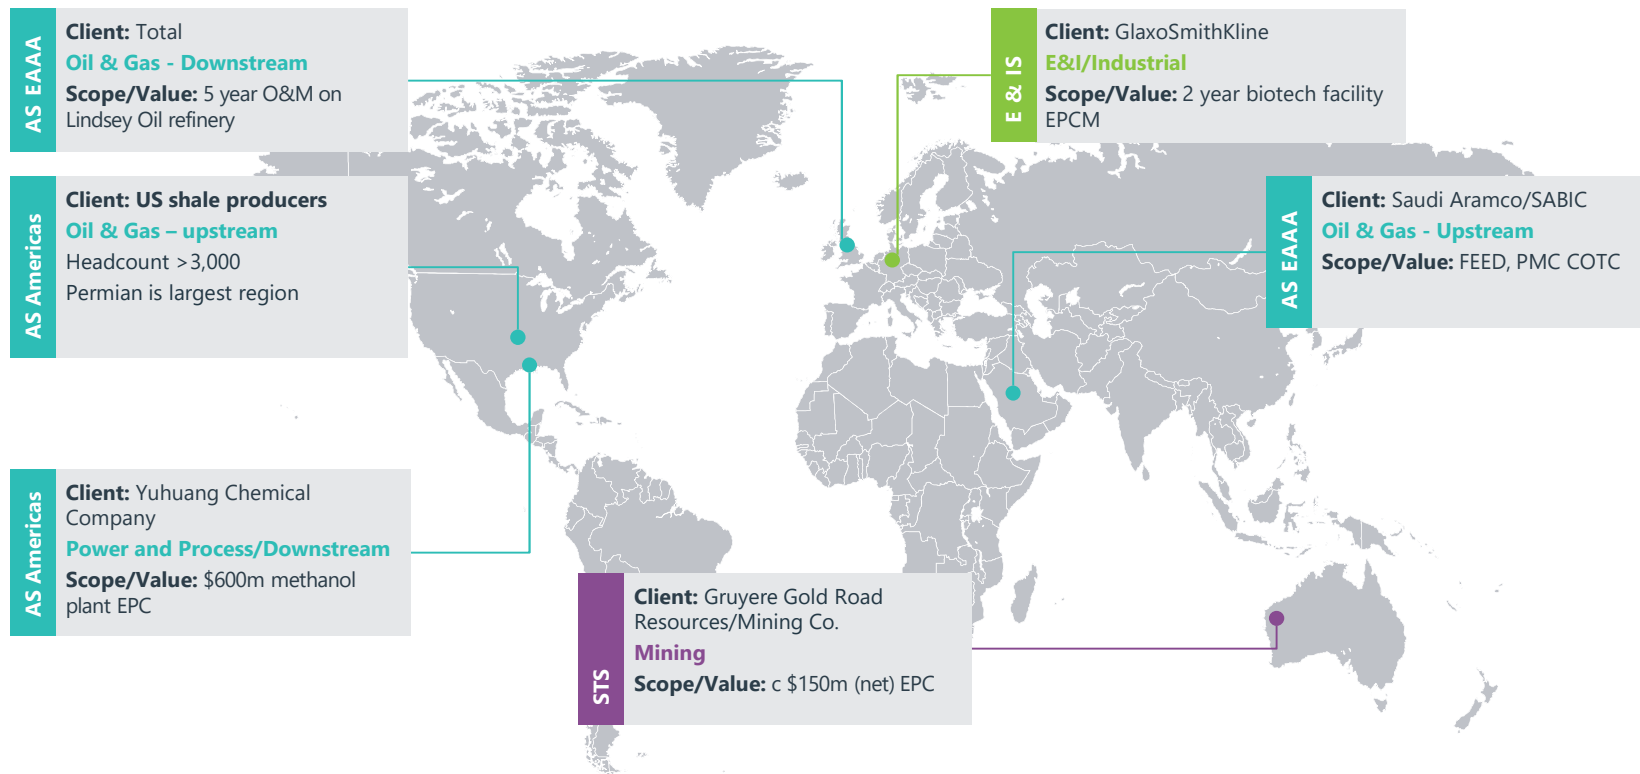 AS EAAA
Client: Total
Oil & Gas - Downstream
Scope/Value: 5 year O&M on
Lindsey Oil refinery
E & IS
Client: GlaxoSmithKline
E&I/Industrial
Scope/Value: 2 year biotech facility
EPCM
AS Americas
Client: US shale producers
Oil & Gas – upstream
Headcount >3,000
Permian is largest region
AS EAAA
Client: Saudi Aramco/SABIC
Oil & Gas - Upstream
Scope/Value: FEED, PMC COTC
AS Americas
Client: Yuhuang Chemical
Company
Power and Process/Downstream
Scope/Value: $600m methanol
plant EPC
STS
Client: Gruyere Gold Road
Resources/Mining Co.
Mining
Scope/Value: c $150m (net) EPC